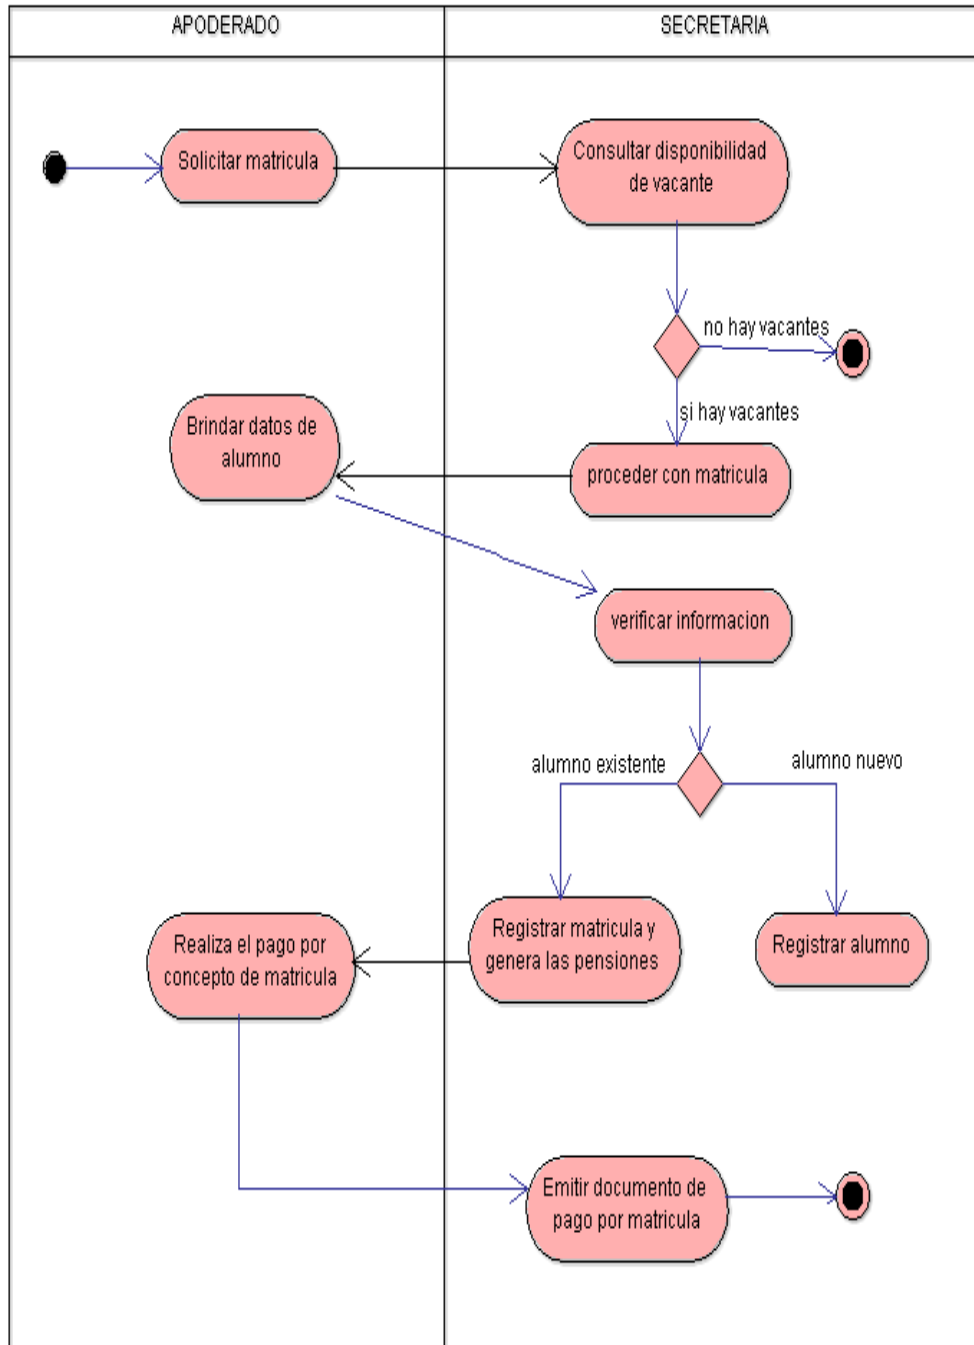 APODERADO
SECRETARIA
Solicitar matricula
Consultar disponibilidad
de vacante
no hay vacantes
si hay vacantes
Brindar datos de
alumno
proceder con matricula
verificar informacion
alumno existente
alumno nuevo
Realiza el pago por
concepto de matricula
Registrar matricula y
genera las pensiones
Registrar alumno
Emitir documento de
pago por matricula